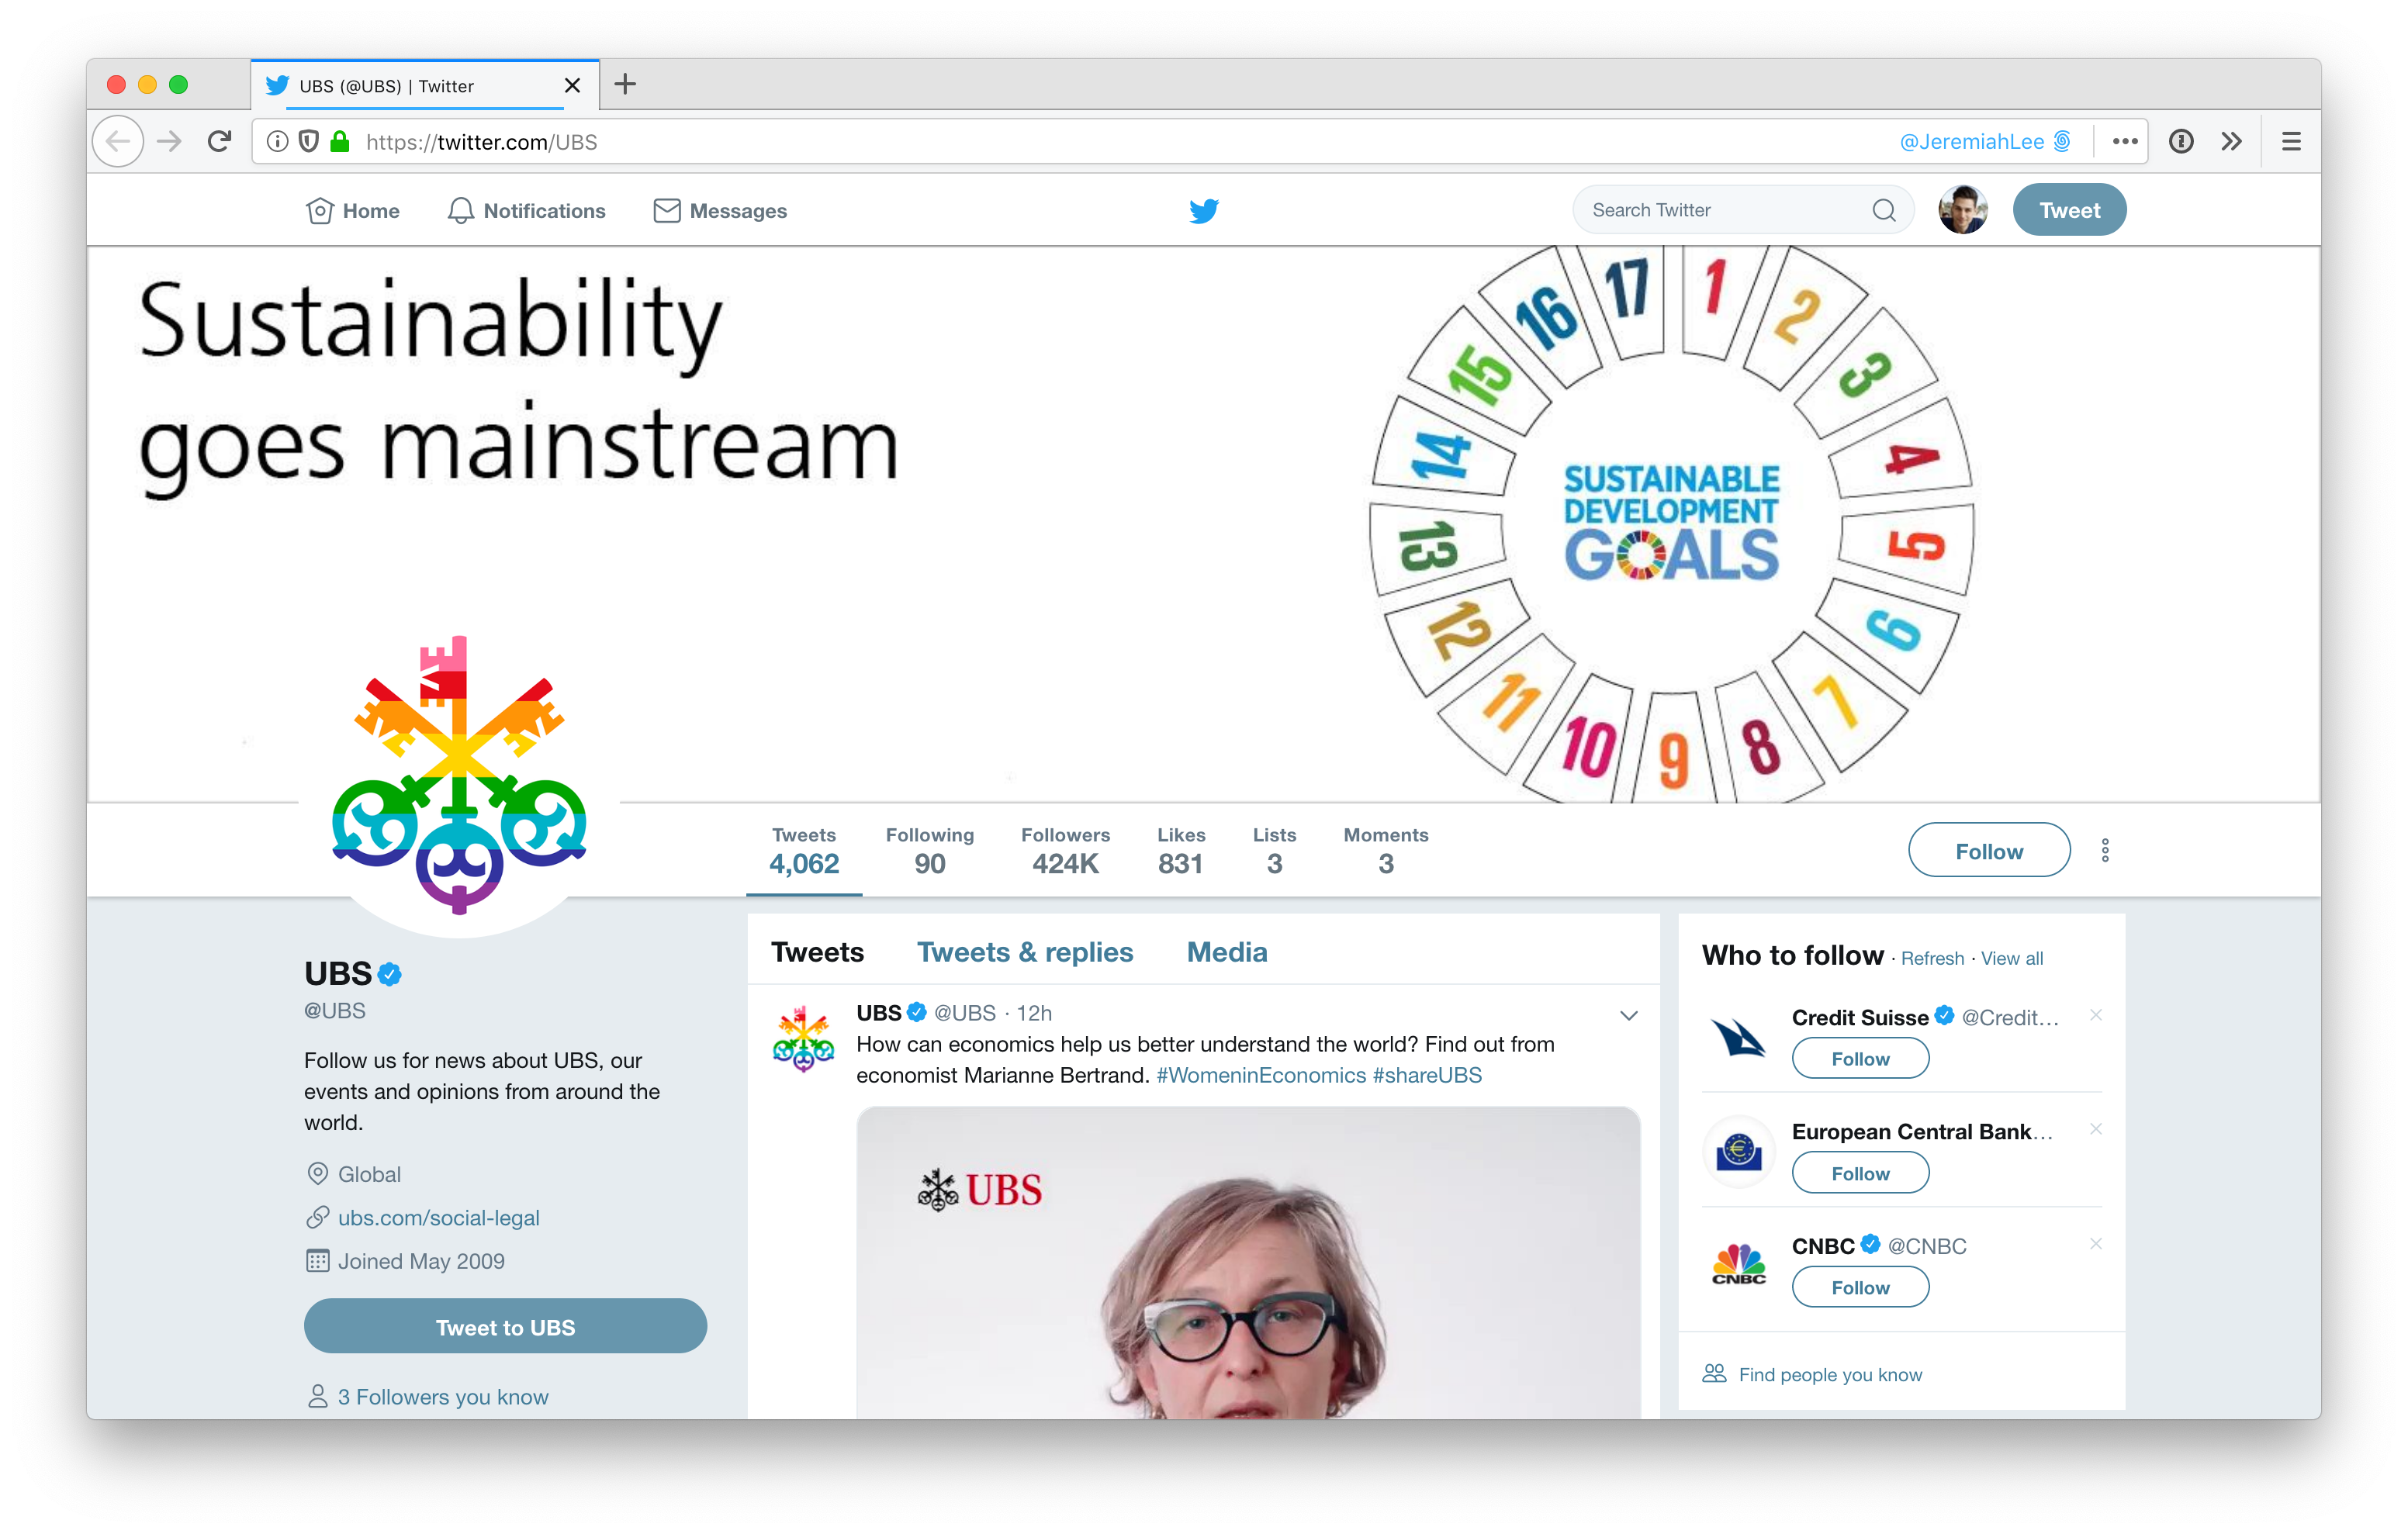 UBS (@UBS) | Twitter
https://twitter.com/UBS
@JeremiahLee
Home
Notifications
Messages
Search Twitter
Tweet
Sustainability
goes mainstream
1
2
3
4
5
6
7
8
9
10
11
12
13
14
15
16
17
SUSTAINABLE
DEVELOPMENT
GOALS
Tweets Following Followers Likes Lists Moments
4,062 90 424K 831 3 3
Follow
UBS
@UBS
Follow us for news about UBS, our
events and opinions from around the
world.
Global
ubs.com/social-legal
Joined May 2009
Tweet to UBS
3 Followers you know
Tweets Tweets & replies Media
UBS @UBS · 12h
How can economics help us better understand the world? Find out from
economist Marianne Bertrand. #WomeninEconomics #shareUBS
UBS
Who to follow · Refresh · View all
Credit Suisse @Credit...
Follow
European Central Bank...
Follow
CNBC
CNBC @CNBC
Follow
Find people you know